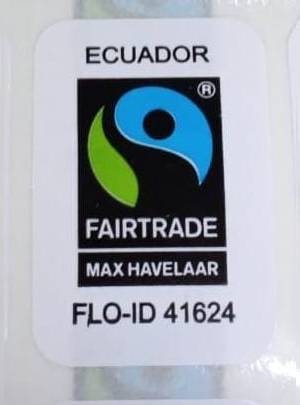 ECUADOR
®
FAIRTRADE
MAX HAVELAAR
FLO-ID 41624